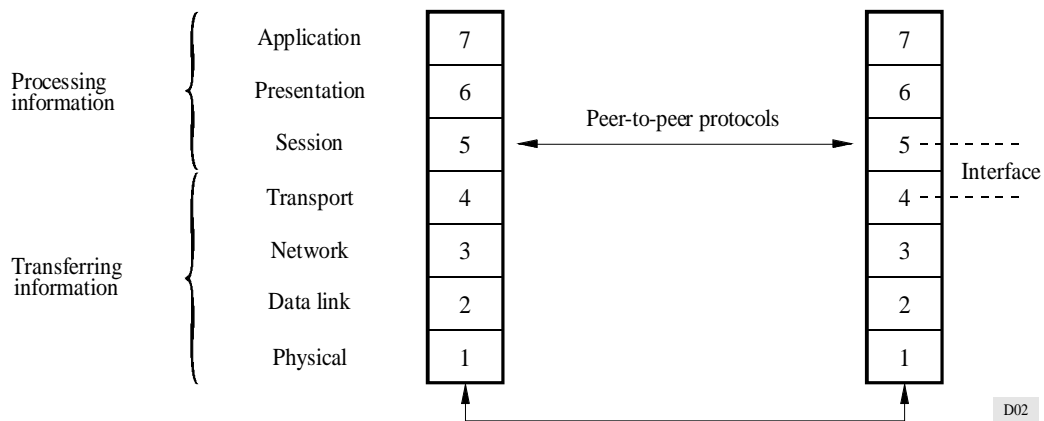 Application 7 7
Processing
information
Presentation 6 6
Peer-to-peer protocols
Session 5 5
Interface
Transport 4 4
Network 3 3
Transferring
information
Data link 2 2
Physical 1 1
D02